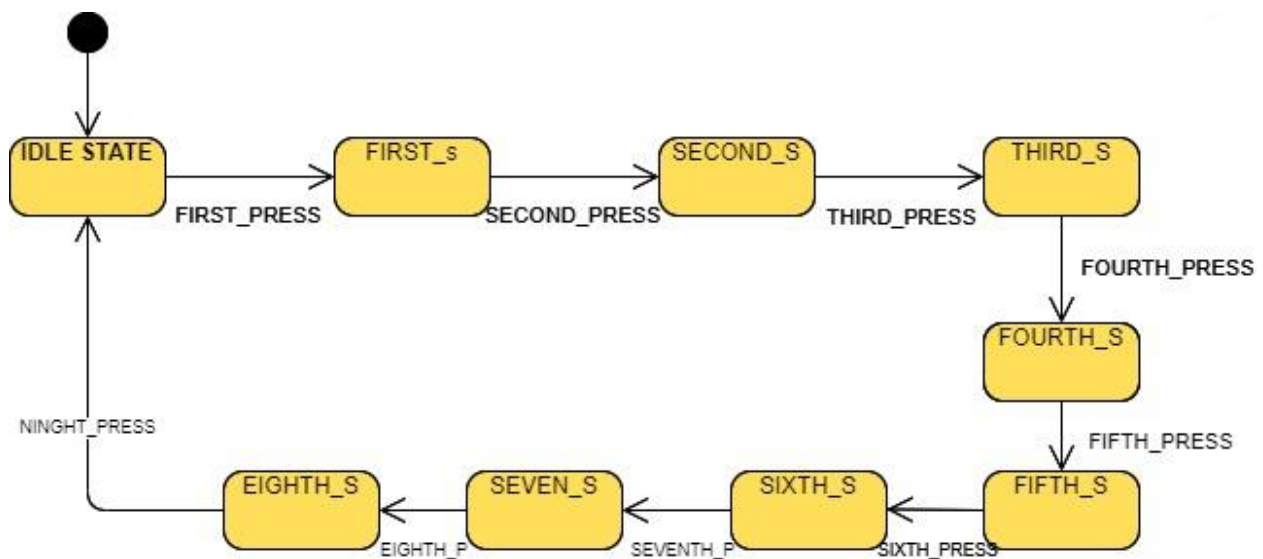 IDLE STATE
FIRST_s
SECOND_S
THIRD_S
FIRST_PRESS
SECOND_PRESS
THIRD_PRESS
FOURTH_PRESS
FOURTH_S
FIFTH_PRESS
NINGHT_PRESS
EIGHTH_S
SEVEN_S
SIXTH_S
FIFTH_S
EIGHTH_P
SEVENTH_P
SIXTH_PRESS